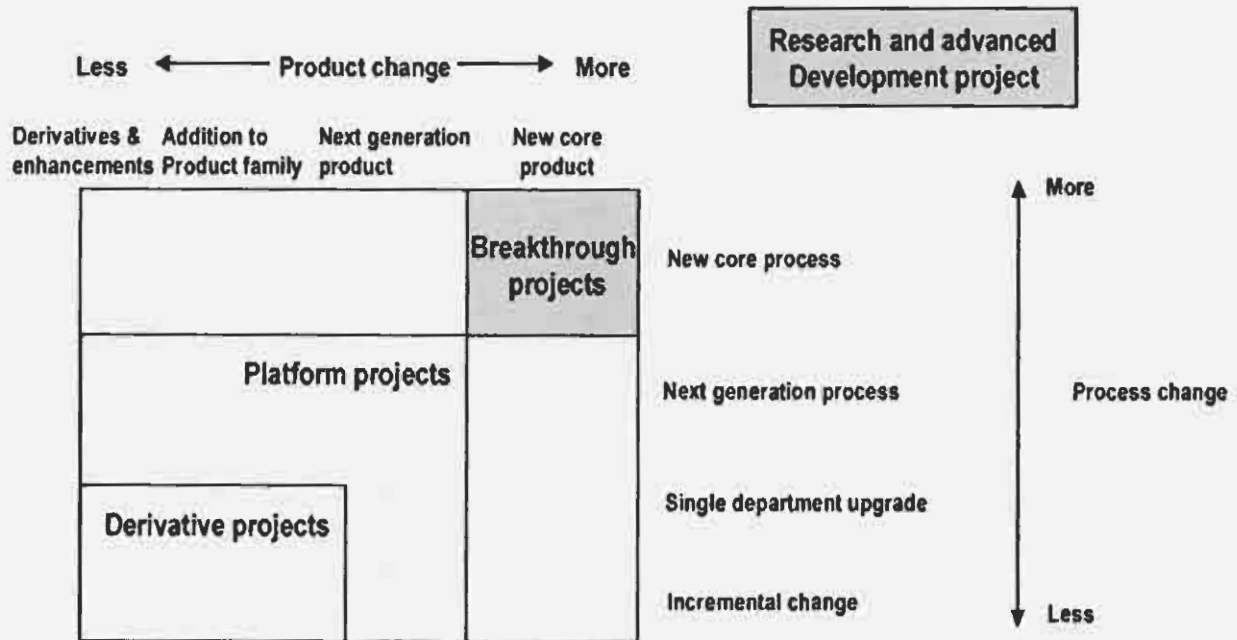 Research and advanced
Development project
Less Product change More
Derivatives & Addition to Next generation New core
enhancements Product family product product
More
Breakthrough
projects
New core process
Platform projects
Next generation process
Process change
Single department upgrade
Derivative projects
Incremental change
Less